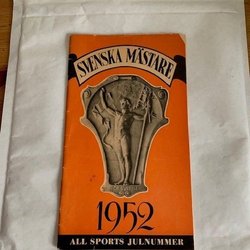 SVENSKA MÄSTARE
1952
ALL SPORTS JULNUMMER